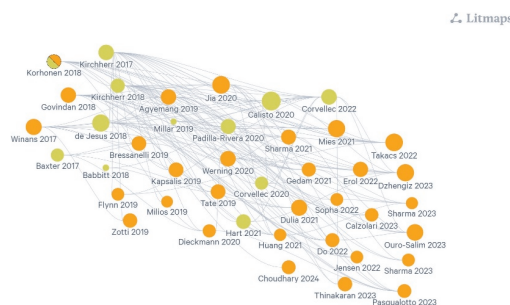 Litmaps
Korhonen 2018
Kirchherr 2017
Kirchherr 2018
Govindan 2018
Agyemang 2019
Jia 2020
Calisto 2020
Corvellec 2022
Winans 2017
de Jesus 2018
Millar 2019
Padilla-Rivera 2020
Sharma 2021
Mies 2021
Takacs 2022
Baxter 2017
Bressanelli 2019
Babbitt 2018
Kapsalis 2019
Werning 2020
Corvellec 2020
Gedam 2021
Erol 2022
Dzhengiz 2023
Flynn 2019
Milios 2019
Tate 2019
Dulia 2021
Sopha 2022
Sharma 2023
Zotti 2019
Dieckmann 2020
Hart 2021
Huang 2021
Do 2022
Calzolari 2023
Ouro-Salim 2023
Choudhary 2024
Jensen 2022
Sharma 2023
Thinakaran 2023
Pasqualotto 2022